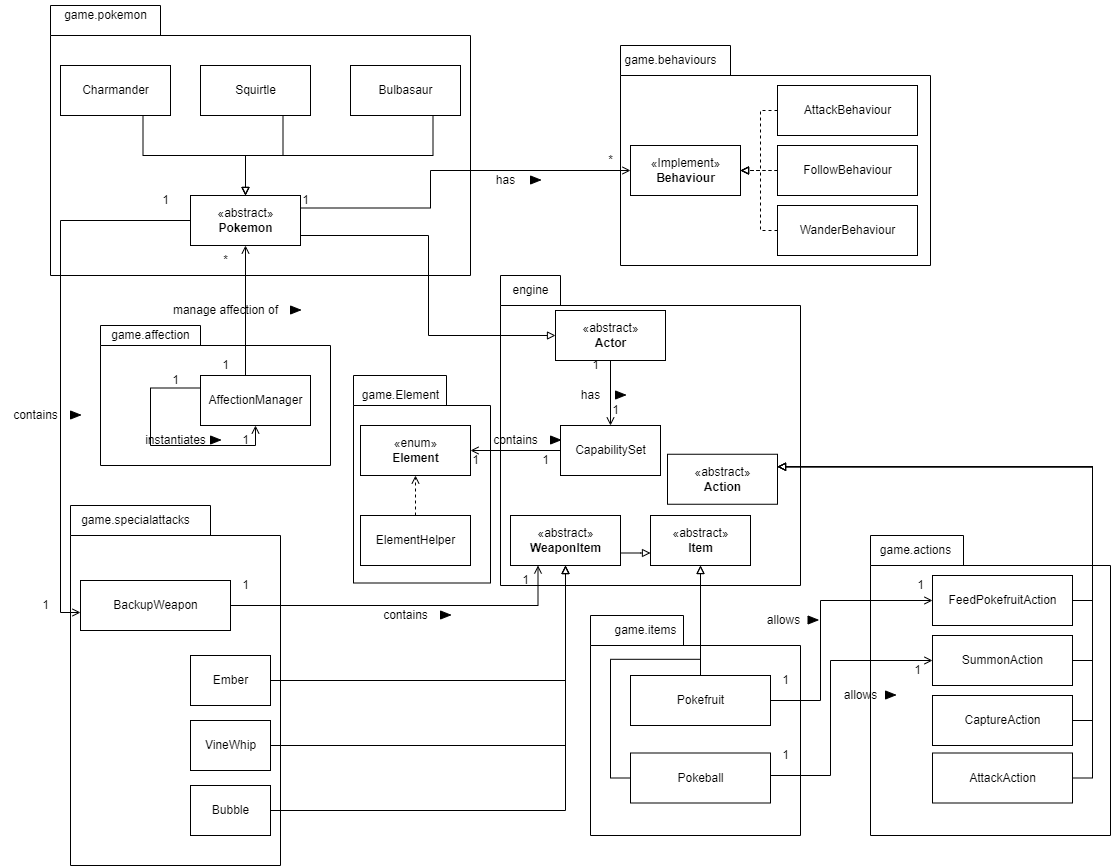 game.pokemon
Charmander
Squirtle
Bulbasaur
«abstract»
Pokemon
1
1
*
has
*
game.behaviours
«Implement»
Behaviour
AttackBehaviour
FollowBehaviour
WanderBehaviour
manage affection of
game.affection
1
1
AffectionManager
instantiates
1
contains
engine
«abstract»
Actor
1
has
1
CapabilitySet
contains
1
1
game.Element
«enum»
Element
ElementHelper
«abstract»
Action
«abstract»
WeaponItem
«abstract»
Item
1
game.specialattacks
BackupWeapon
1
1
contains
Ember
VineWhip
Bubble
game.items
Pokefruit
1
Pokeball
1
allows
1
allows
1
game.actions
FeedPokefruitAction
SummonAction
CaptureAction
AttackAction